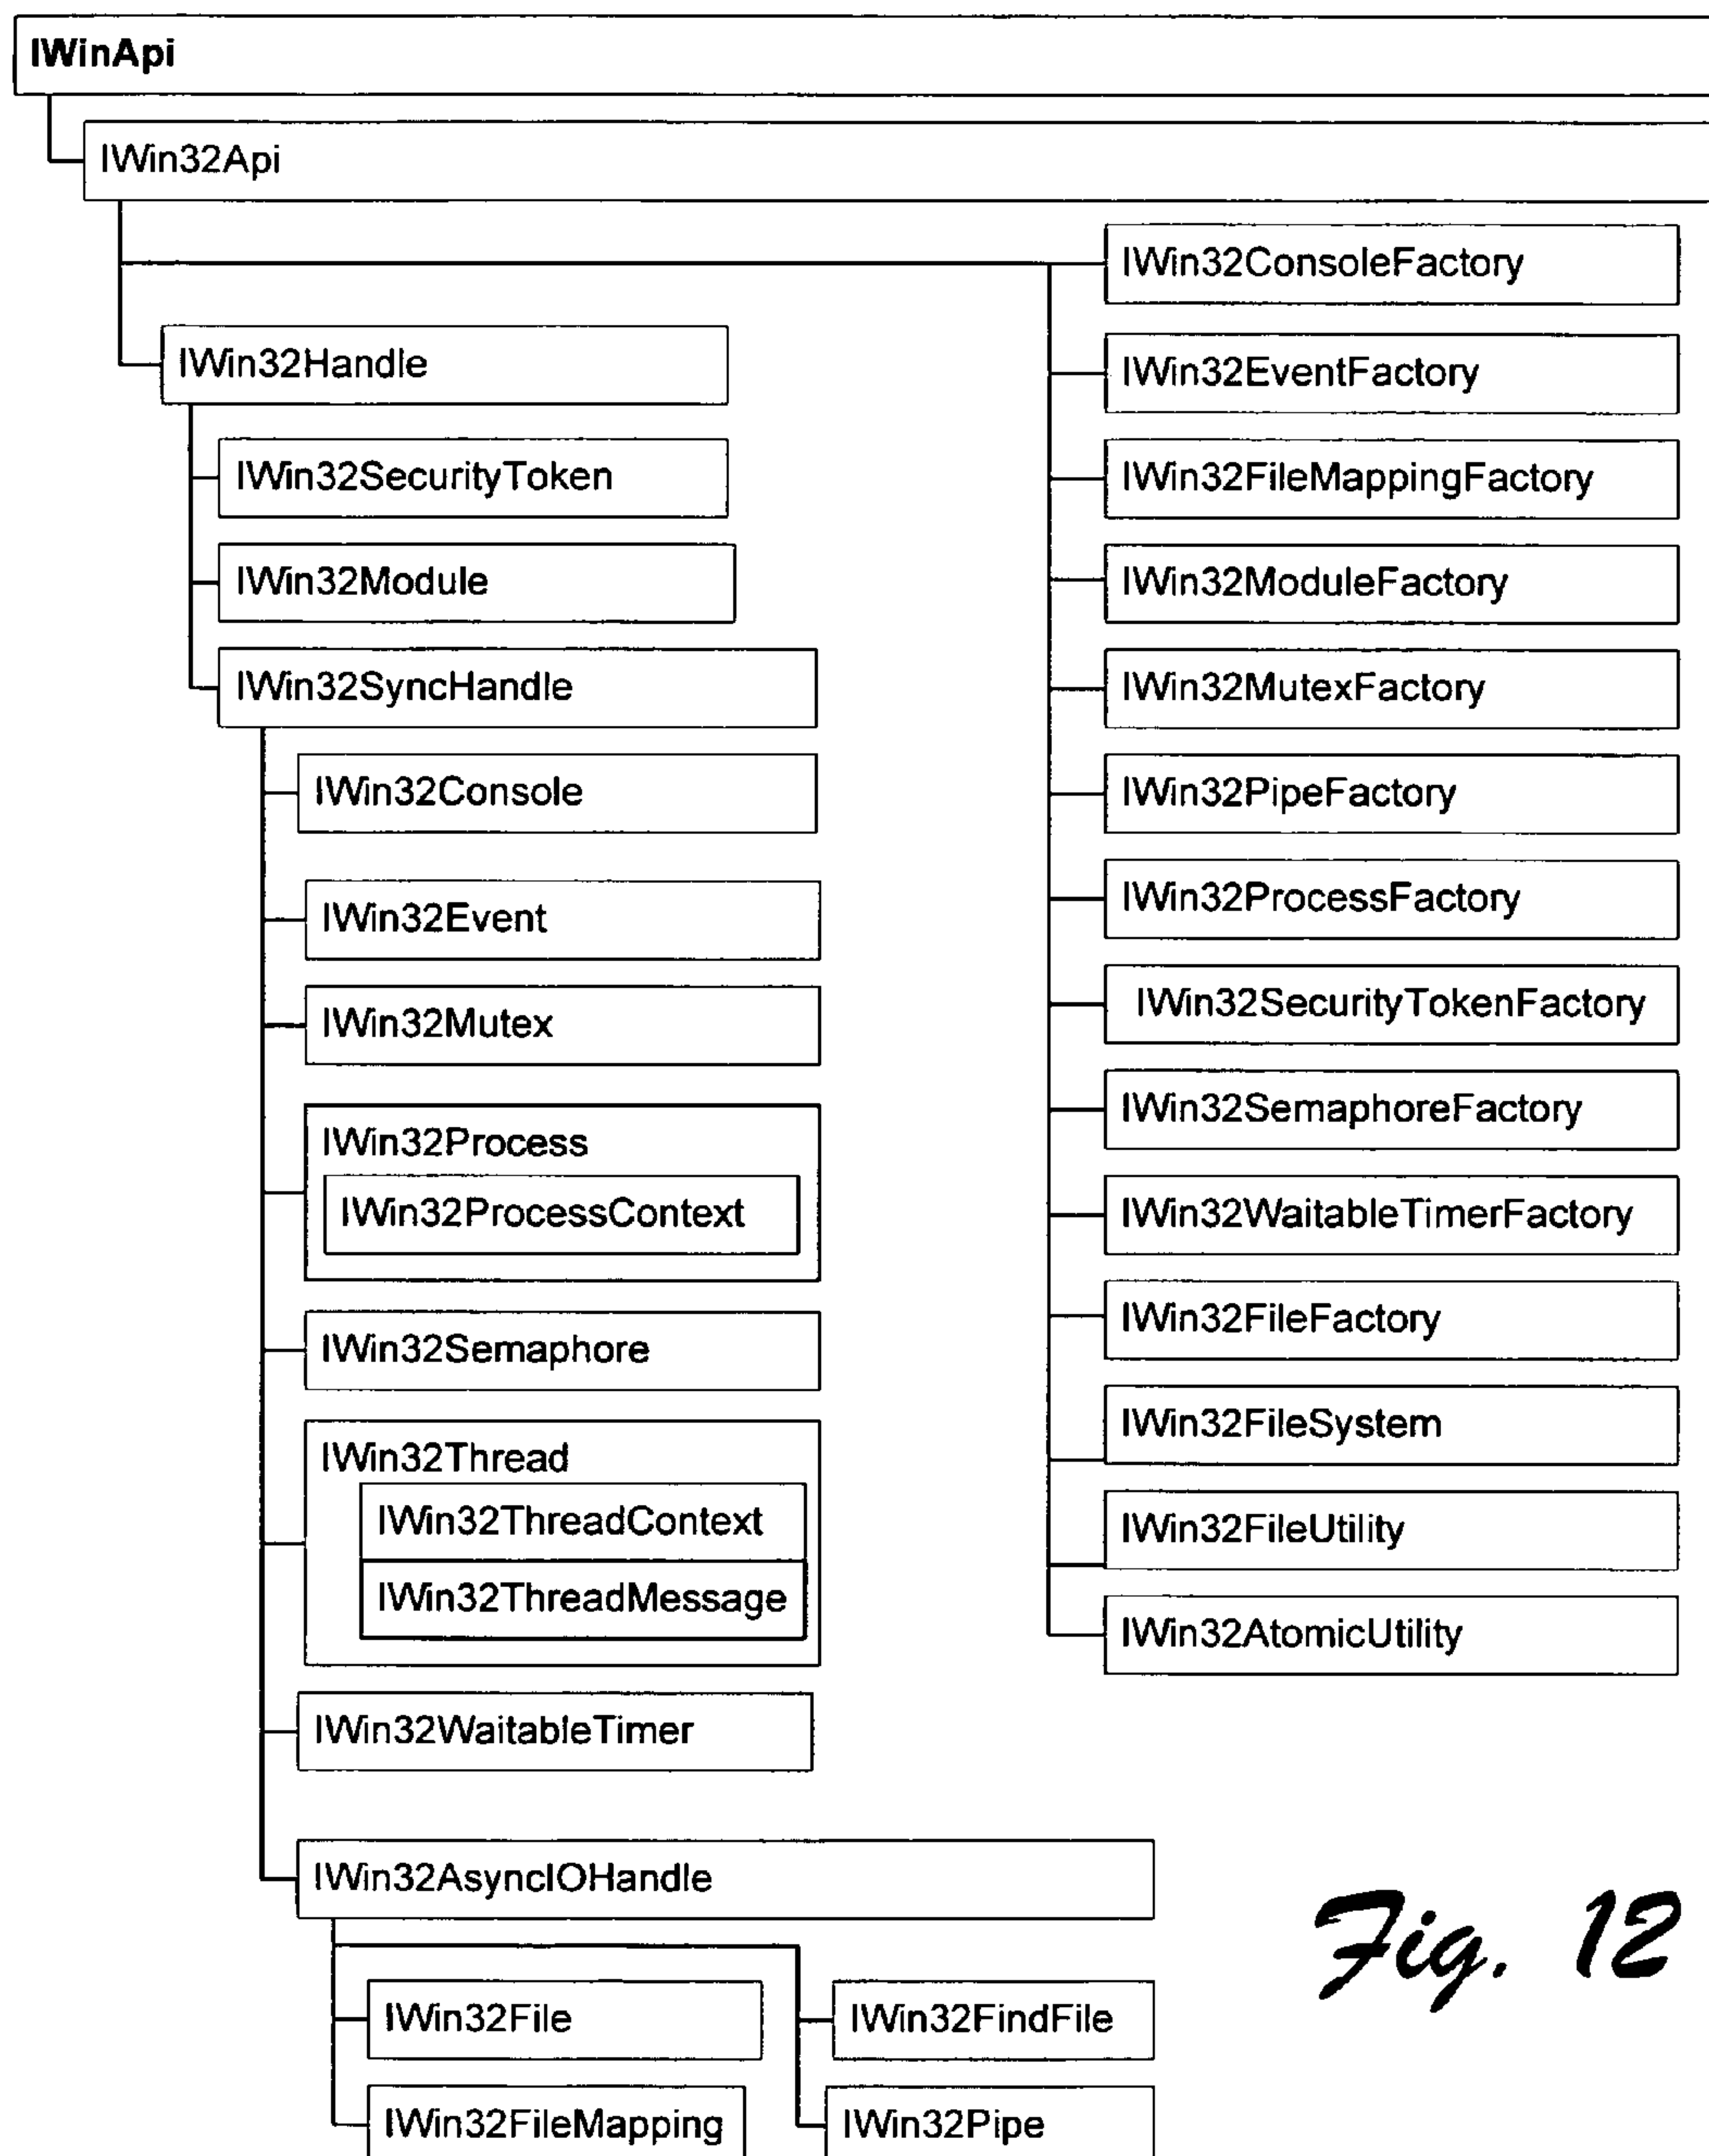 IWinApi
IWin32Api
IWin32Handle
IWin32SecurityToken
IWin32Module
IWin32SyncHandle
IWin32Console
IWin32Event
IWin32Mutex
IWin32Process
IWin32ProcessContext
IWin32Semaphore
IWin32Thread
IWin32ThreadContext
IWin32ThreadMessage
IWin32WaitableTimer
IWin32AsyncIOHandle
IWin32File
IWin32FileMapping
IWin32FindFile
IWin32Pipe
IWin32ConsoleFactory
IWin32EventFactory
IWin32FileMappingFactory
IWin32ModuleFactory
IWin32MutexFactory
IWin32PipeFactory
IWin32ProcessFactory
IWin32SecurityTokenFactory
IWin32SemaphoreFactory
IWin32WaitableTimerFactory
IWin32FileFactory
IWin32FileSystem
IWin32FileUtility
IWin32AtomicUtility
Fig. 12